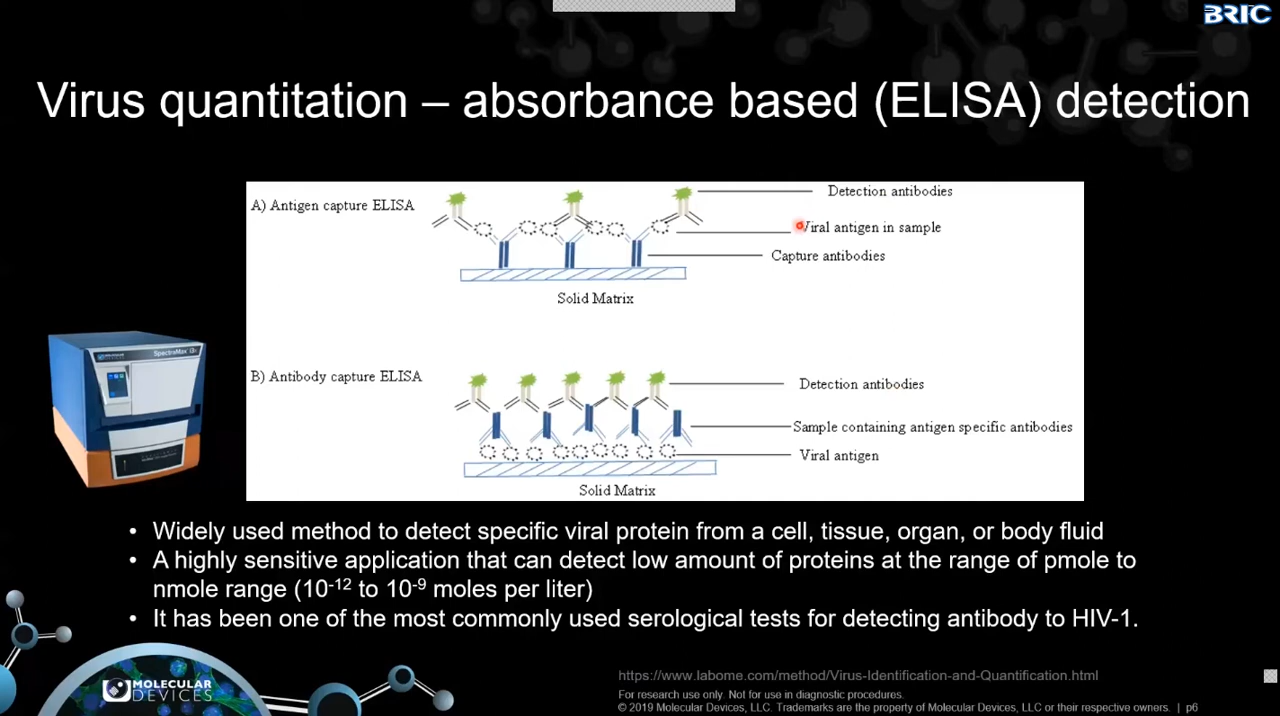 BRIC
Virus quantitation – absorbance based (ELISA) detection
A) Antigen capture ELISA
Detection antibodies
Viral antigen in sample
Capture antibodies
Solid Matrix
B) Antibody capture ELISA
Detection antibodies
Sample containing antigen specific antibodies
Viral antigen
Solid Matrix
SpectraMax i3x
• Widely used method to detect specific viral protein from a cell, tissue, organ, or body fluid
• A highly sensitive application that can detect low amount of proteins at the range of pmole to
nmole range (10⁻¹² to 10⁻⁹ moles per liter)
• It has been one of the most commonly used serological tests for detecting antibody to HIV-1.
MOLECULAR
DEVICES
https://www.labome.com/method/Virus-Identification-and-Quantification.html
For research use only. Not for use in diagnostic procedures.
© 2019 Molecular Devices, LLC. Trademarks are the property of Molecular Devices, LLC or their respective owners. | p6